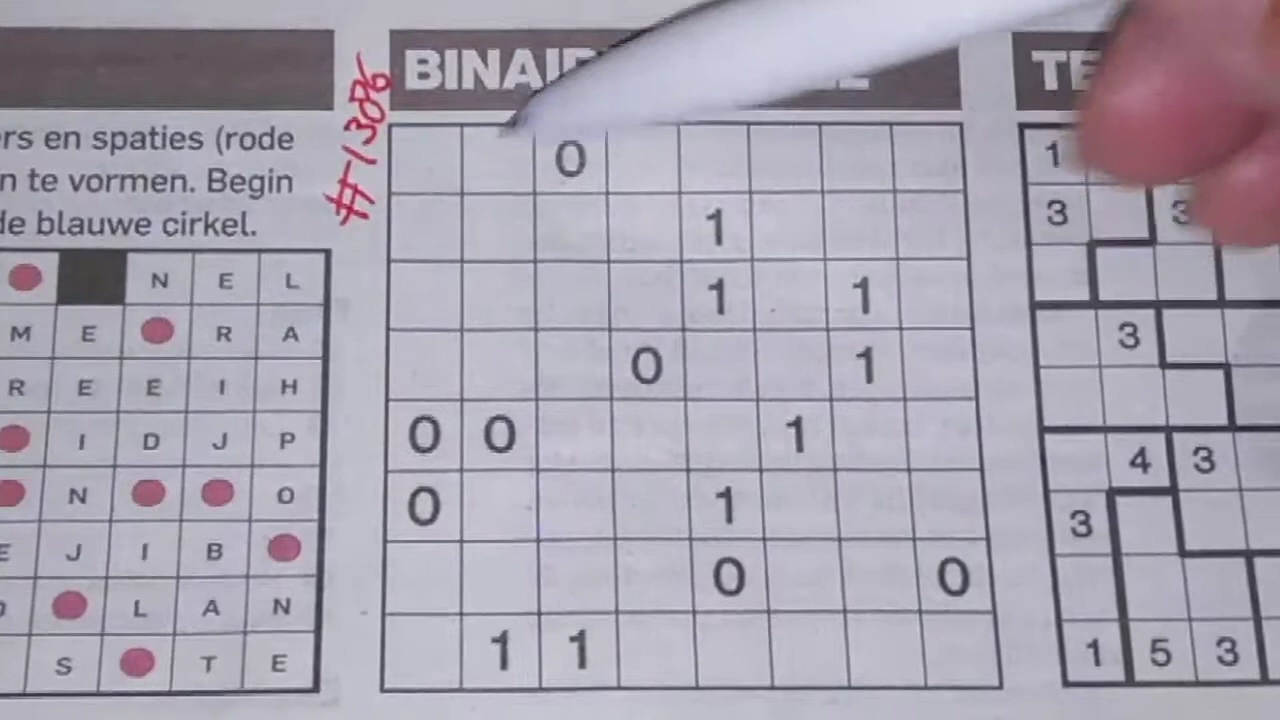 #-1306
BINAI
TE
rs en spaties (rode
n te vormen. Begin
de blauwe cirkel.
N E L
M E R A
R E E I H
I D J P
N O
E J I B
L A N
S T E
0
1
1 1
0 1
0 0 1
0 1
0 0
1 1
1
3 3
3
4 3
3
1 5 3